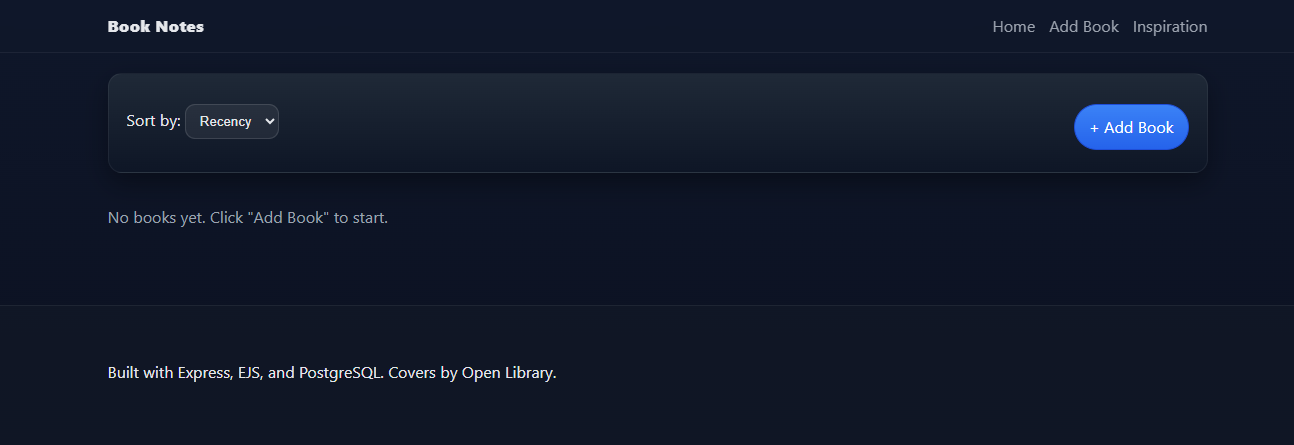 Book Notes
Home Add Book Inspiration
Sort by: Recency
+ Add Book
No books yet. Click "Add Book" to start.
Built with Express, EJS, and PostgreSQL. Covers by Open Library.